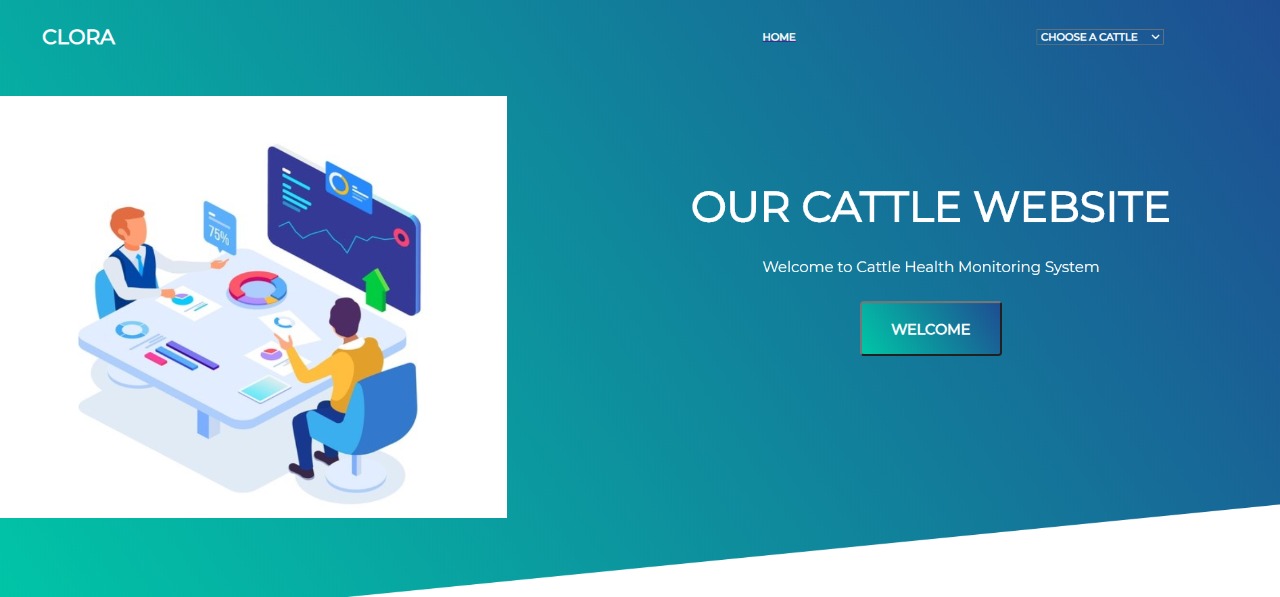 CLORA
HOME
CHOOSE A CATTLE
75%
OUR CATTLE WEBSITE
Welcome to Cattle Health Monitoring System
WELCOME